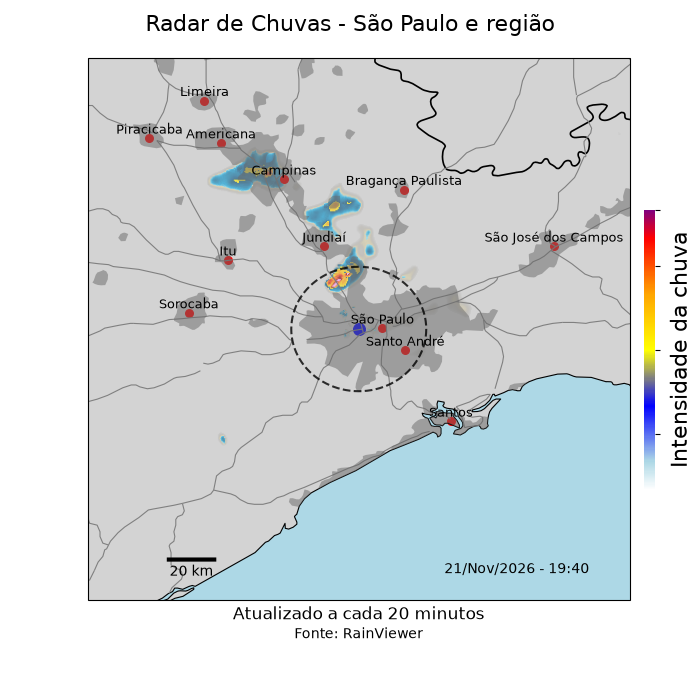 Radar de Chuvas - São Paulo e região
Limeira
Piracicaba
Americana
Campinas
Bragança Paulista
Jundiaí
São José dos Campos
Itu
Sorocaba
São Paulo
Santo André
Santos
Intensidade da chuva
20 km
21/Nov/2026 - 19:40
Atualizado a cada 20 minutos
Fonte: RainViewer